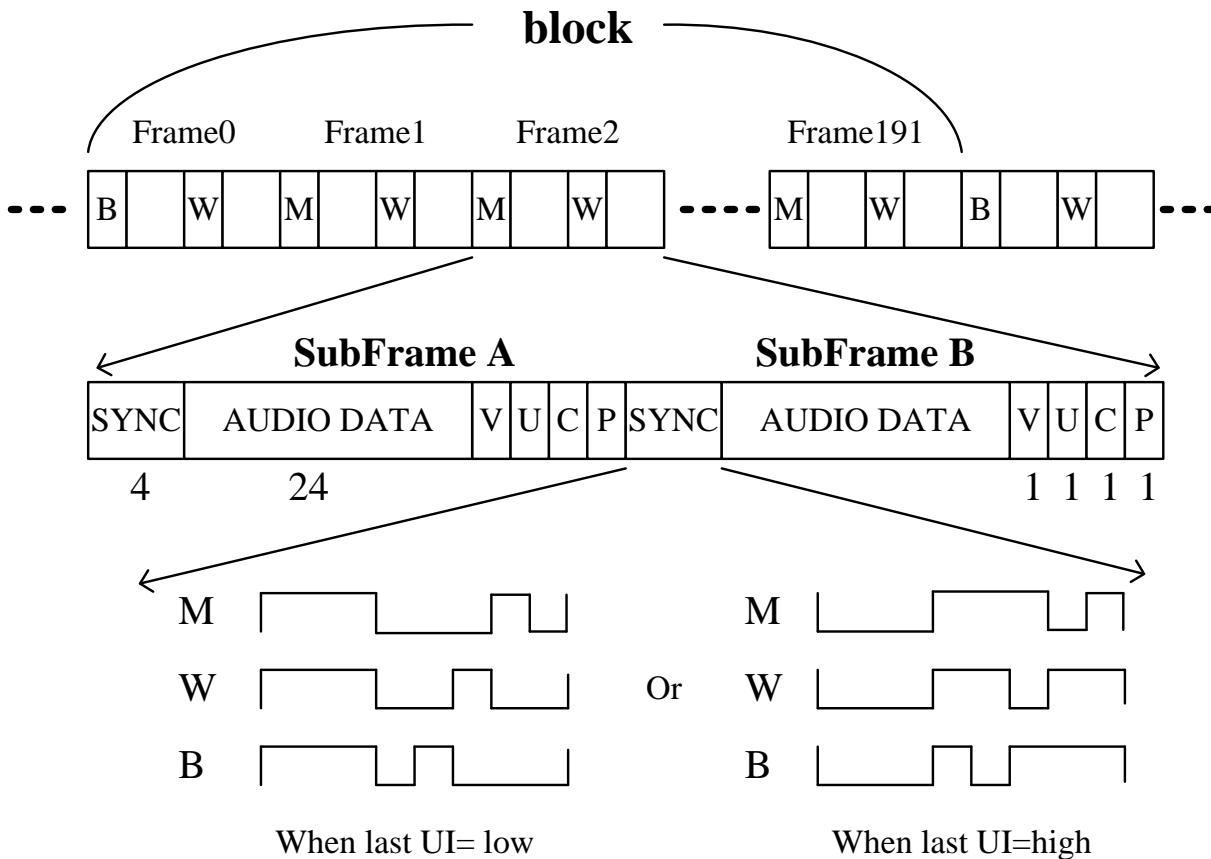 block
Frame0 Frame1 Frame2 Frame191
B W M W M W M W B W
SubFrame A SubFrame B
SYNC AUDIO DATA V U C P SYNC AUDIO DATA V U C P
4 24 1 1 1 1
M M
W Or W
B B
When last UI= low When last UI=high